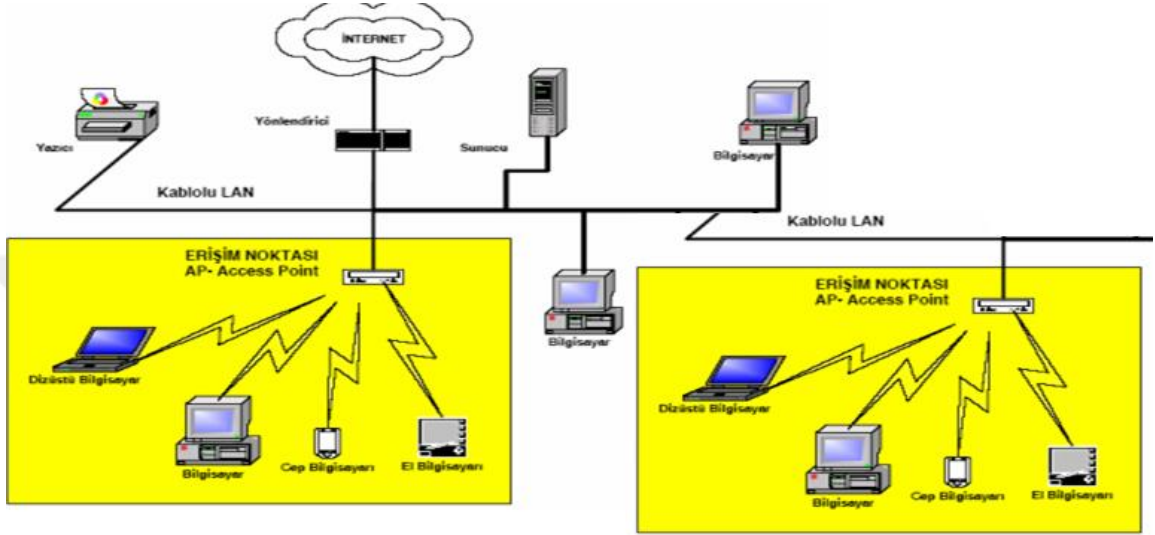 İNTERNET
Yönlendirici
Yazıcı
Sunucu
Bilgisayar
Kablolu LAN
Kablolu LAN
ERİŞİM NOKTASI
AP- Access Point
Bilgisayar
Dizüstü Bilgisayar
Bilgisayar
Cep Bilgisayarı
El Bilgisayarı
ERİŞİM NOKTASI
AP- Access Point
Dizüstü Bilgisayar
Bilgisayar
Cep Bilgisayarı
El Bilgisayarı